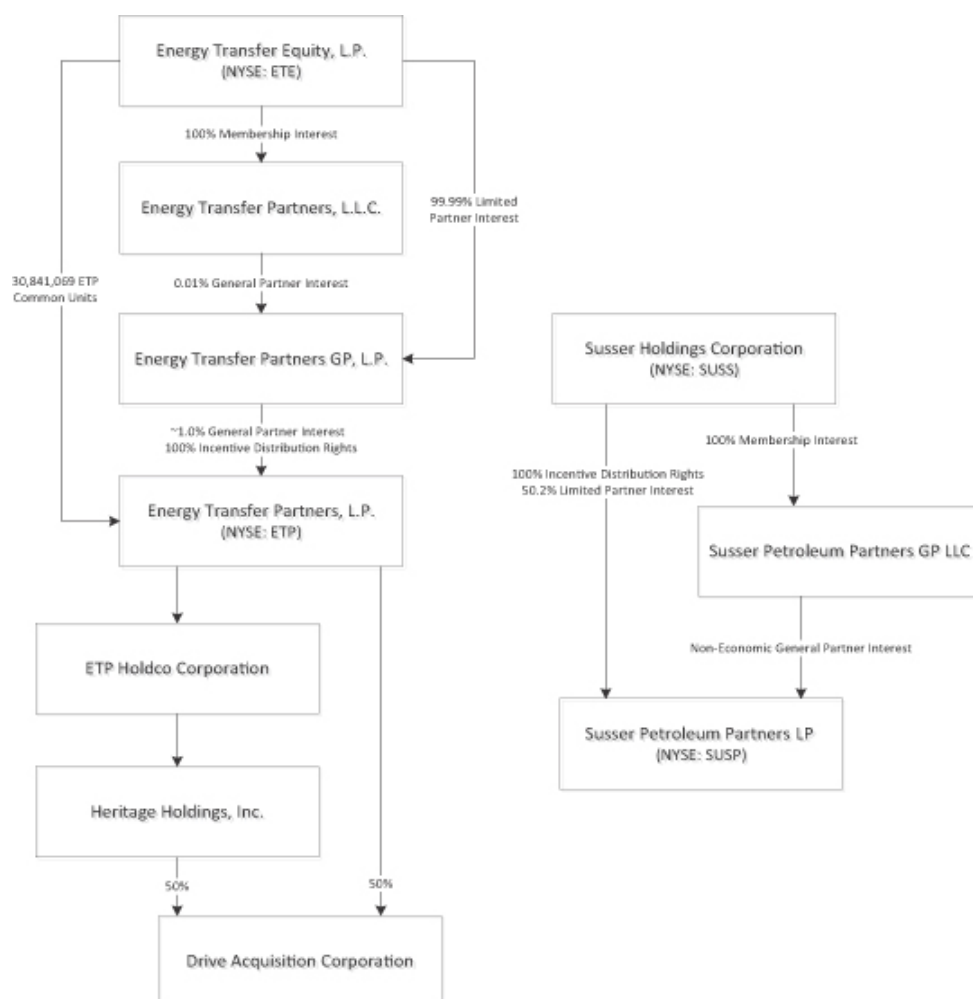 Energy Transfer Equity, L.P.
(NYSE: ETE)
100% Membership Interest
Energy Transfer Partners, L.L.C.
99.99% Limited
Partner Interest
0.01% General Partner Interest
30,841,069 ETP
Common Units
Energy Transfer Partners GP, L.P.
~1.0% General Partner Interest
100% Incentive Distribution Rights
Energy Transfer Partners, L.P.
(NYSE: ETP)
ETP Holdco Corporation
Heritage Holdings, Inc.
50%
50%
Drive Acquisition Corporation
Susser Holdings Corporation
(NYSE: SUSS)
100% Membership Interest
100% Incentive Distribution Rights
50.2% Limited Partner Interest
Susser Petroleum Partners GP LLC
Non-Economic General Partner Interest
Susser Petroleum Partners LP
(NYSE: SUSP)